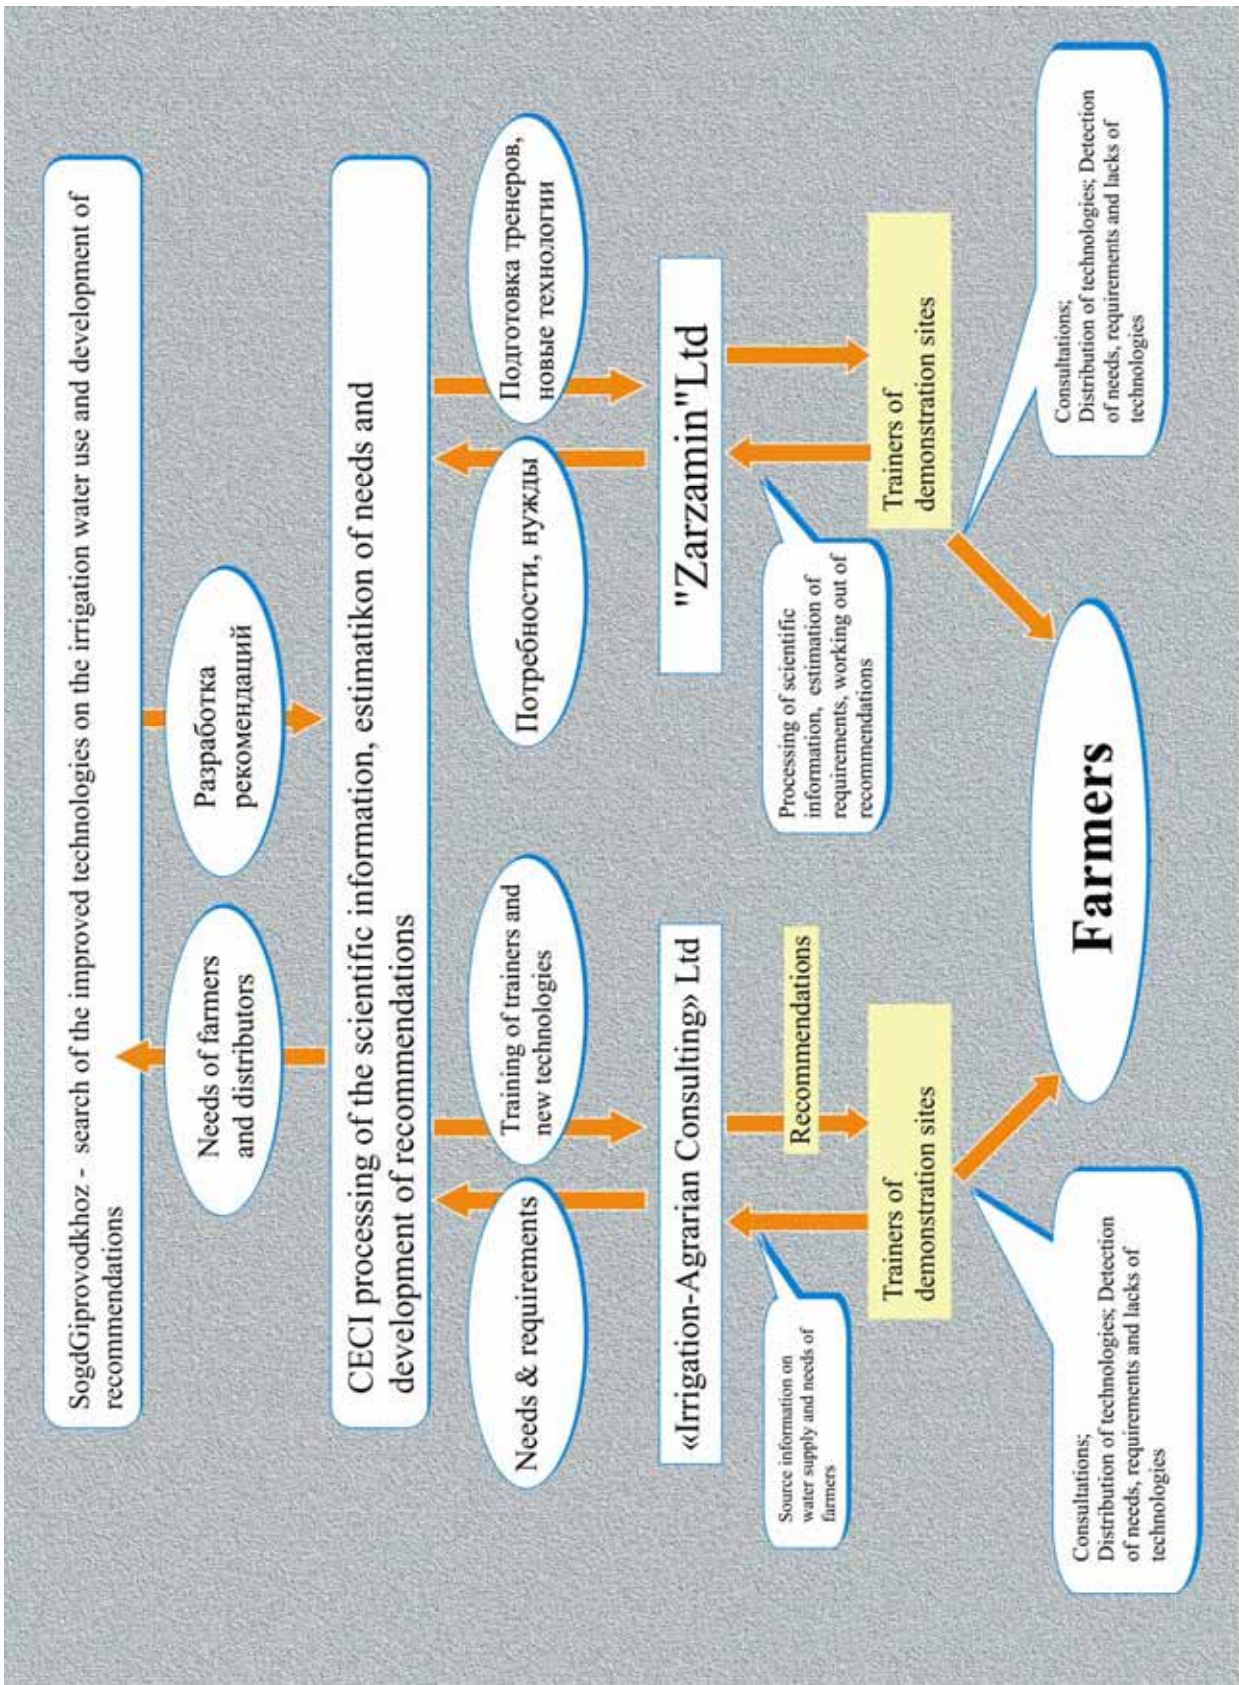 SogdGiprovodkhoz - search of the improved technologies on the irrigation water use and development of
recommendations
Needs of farmers
and distributors
Разработка
рекомендаций
CECI processing of the scientific information, estimatikon of needs and
development of recommendations
Needs & requirements
Training of trainers and
new technologies
Потребности, нужды
Подготовка тренеров,
новые технологии
«Irrigation-Agrarian Consulting» Ltd
"Zarzamin"Ltd
Source information on
water supply and needs of
farmers
Recommendations
Processing of scientific
information, estimation of
requirements, working out of
recommendations
Trainers of
demonstration sites
Trainers of
demonstration sites
Consultations;
Distribution of technologies; Detection
of needs, requirements and lacks of
technologies
Farmers
Consultations;
Distribution of technologies; Detection
of needs, requirements and lacks of
technologies